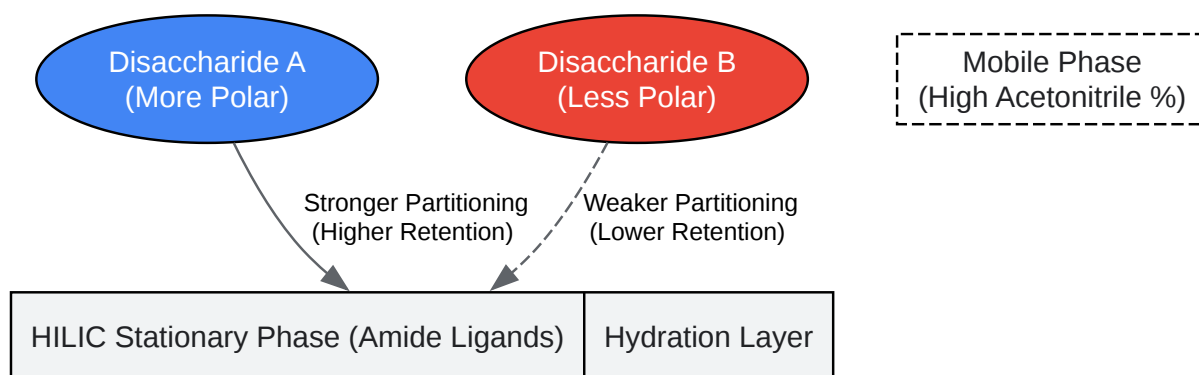 Disaccharide A
(More Polar)
Disaccharide B
(Less Polar)
Mobile Phase
(High Acetonitrile %)
Stronger Partitioning
(Higher Retention)
Weaker Partitioning
(Lower Retention)
HILIC Stationary Phase (Amide Ligands)
Hydration Layer